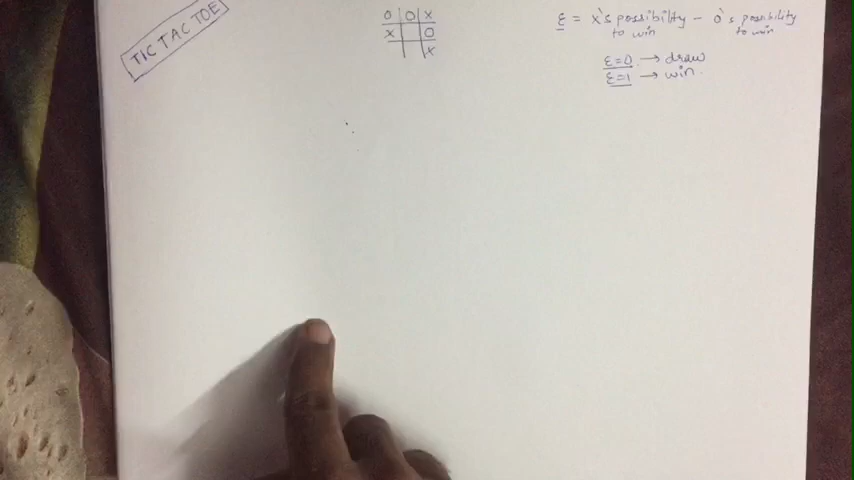 TIC TAC TOE
O O X
X O
X
E = X's possibility - O's possibility
to win to win
E=0 → draw
E=1 → win.